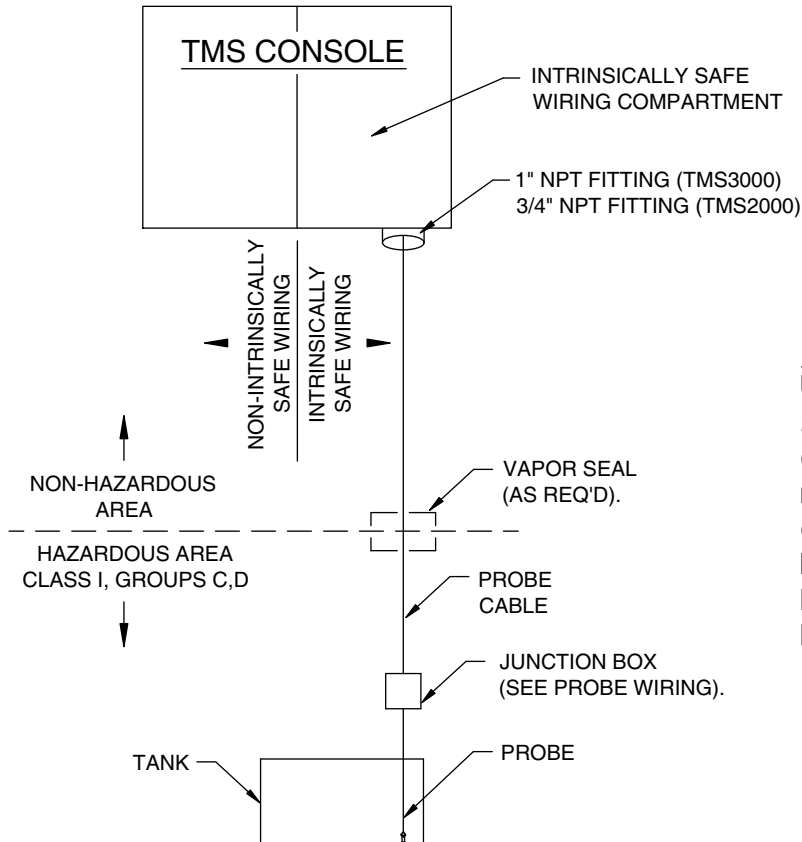 TMS CONSOLE
INTRINSICALLY SAFE
WIRING COMPARTMENT
1" NPT FITTING (TMS3000)
3/4" NPT FITTING (TMS2000)
NON-INTRINSICALLY
SAFE WIRING
INTRINSICALLY
SAFE WIRING
NON-HAZARDOUS
AREA
VAPOR SEAL
(AS REQ'D).
HAZARDOUS AREA
CLASS I, GROUPS C,D
PROBE
CABLE
JUNCTION BOX
(SEE PROBE WIRING).
TANK
PROBE